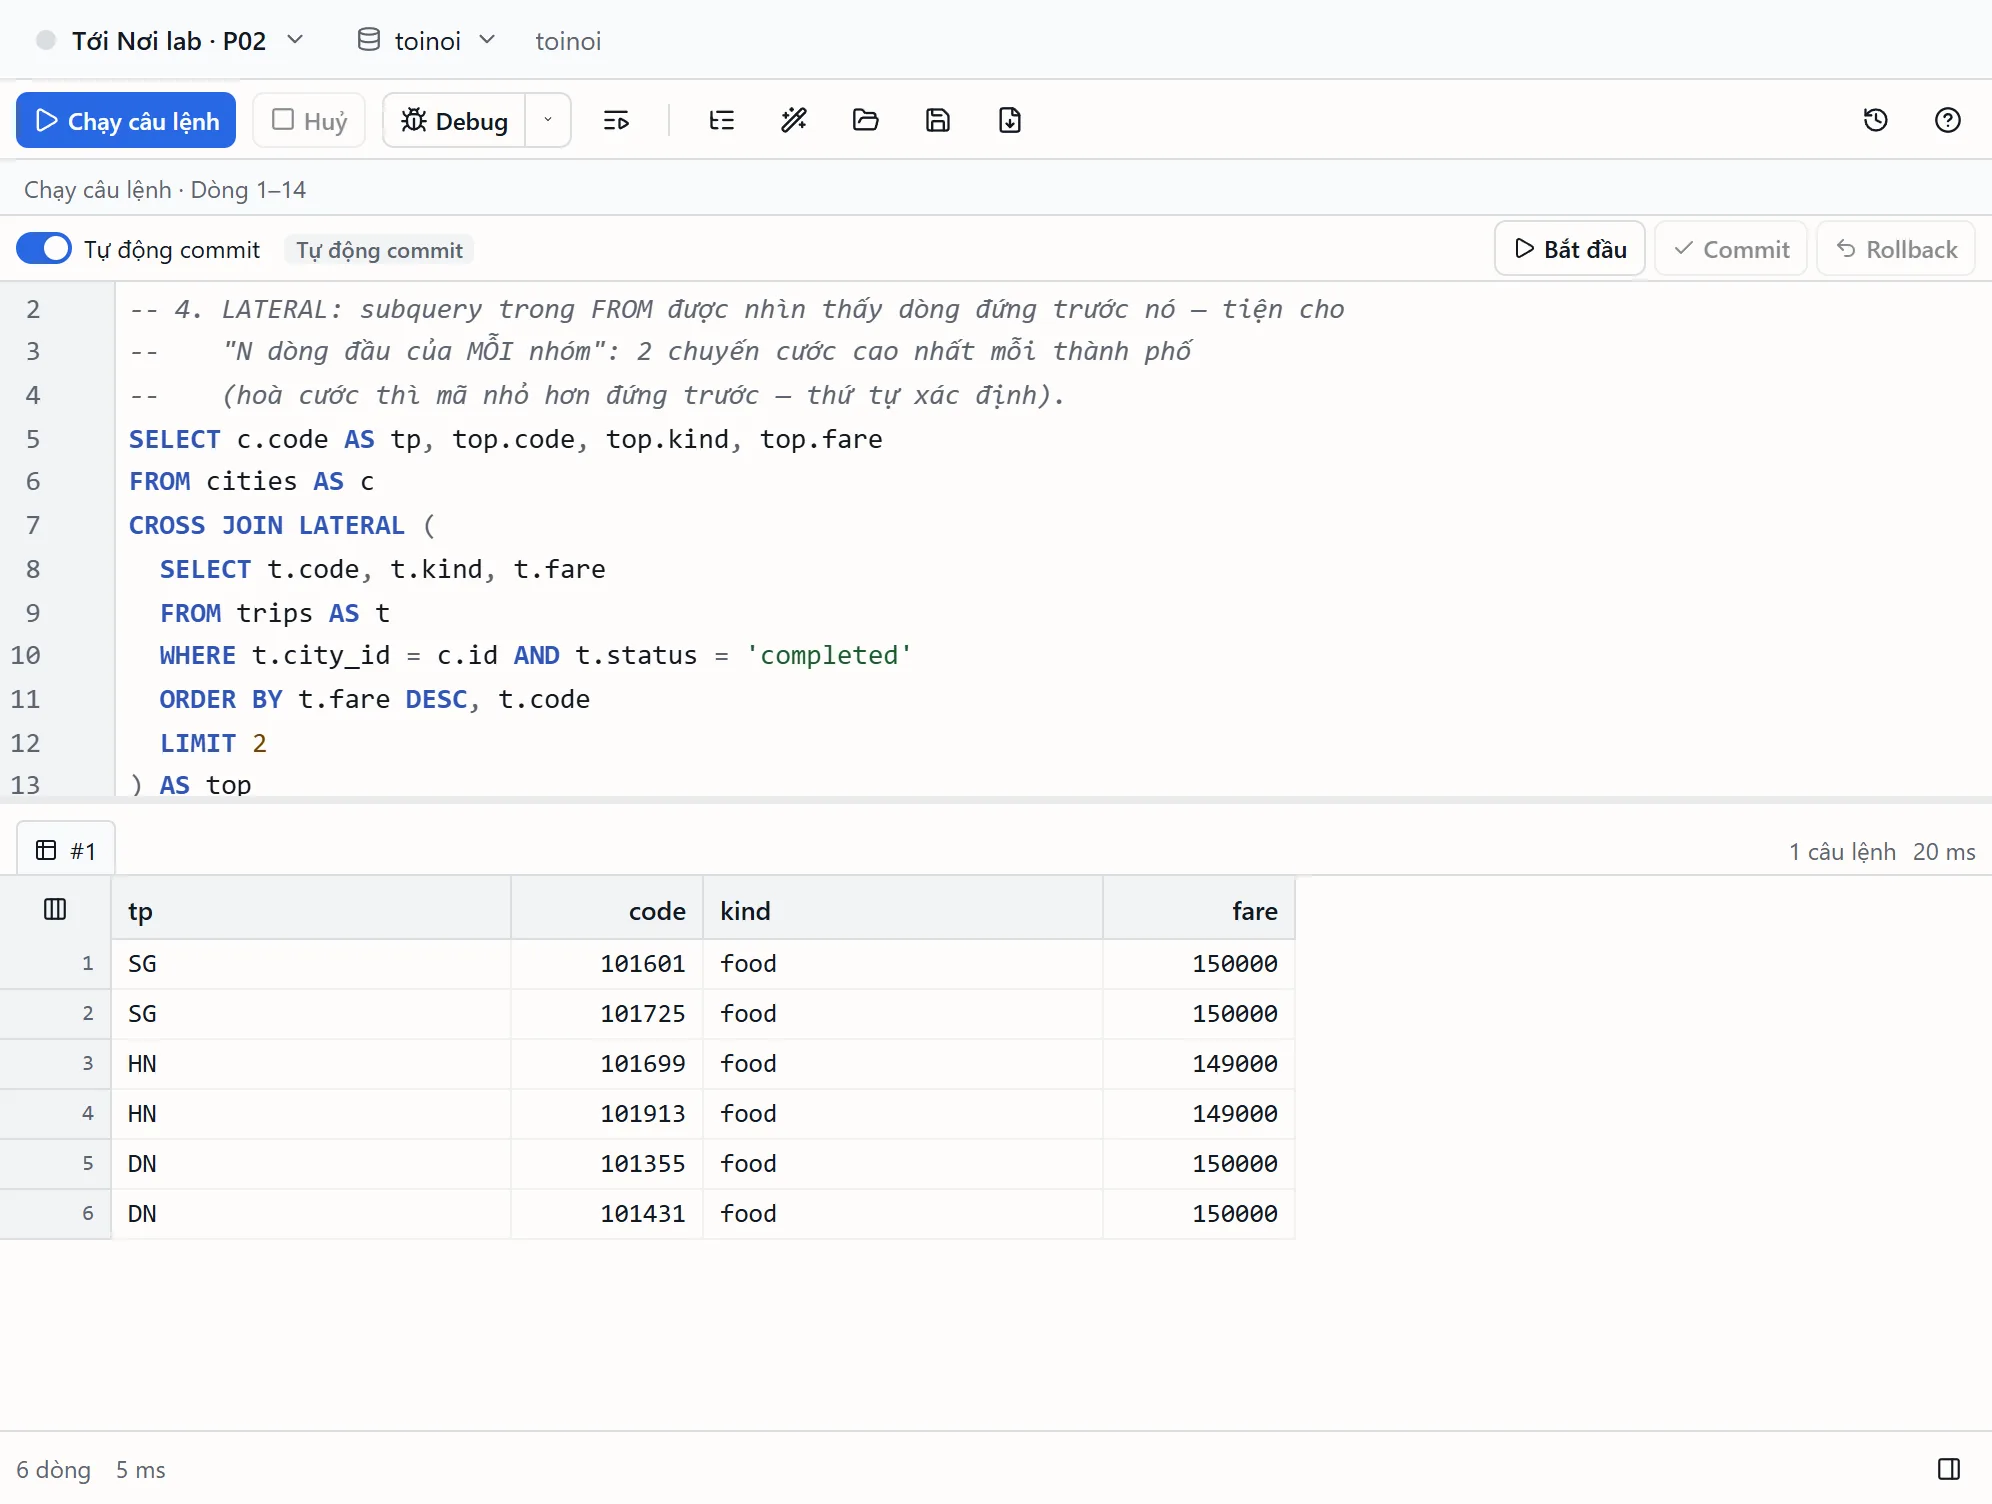 Tới Nơi lab · P02 toinoi toinoi
Chạy câu lệnh Huỷ Debug
Chạy câu lệnh · Dòng 1–14
Tự động commit Tự động commit Bắt đầu Commit Rollback
2 -- 4. LATERAL: subquery trong FROM được nhìn thấy dòng đứng trước nó — tiện cho
3 -- "N dòng đầu của MỖI nhóm": 2 chuyến cước cao nhất mỗi thành phố
4 -- (hoà cước thì mã nhỏ hơn đứng trước — thứ tự xác định).
5 SELECT c.code AS tp, top.code, top.kind, top.fare
6 FROM cities AS c
7 CROSS JOIN LATERAL (
8 SELECT t.code, t.kind, t.fare
9 FROM trips AS t
10 WHERE t.city_id = c.id AND t.status = 'completed'
11 ORDER BY t.fare DESC, t.code
12 LIMIT 2
13 ) AS top
#1 1 câu lệnh 20 ms
tp code kind fare
1 SG 101601 food 150000
2 SG 101725 food 150000
3 HN 101699 food 149000
4 HN 101913 food 149000
5 DN 101355 food 150000
6 DN 101431 food 150000
6 dòng 5 ms